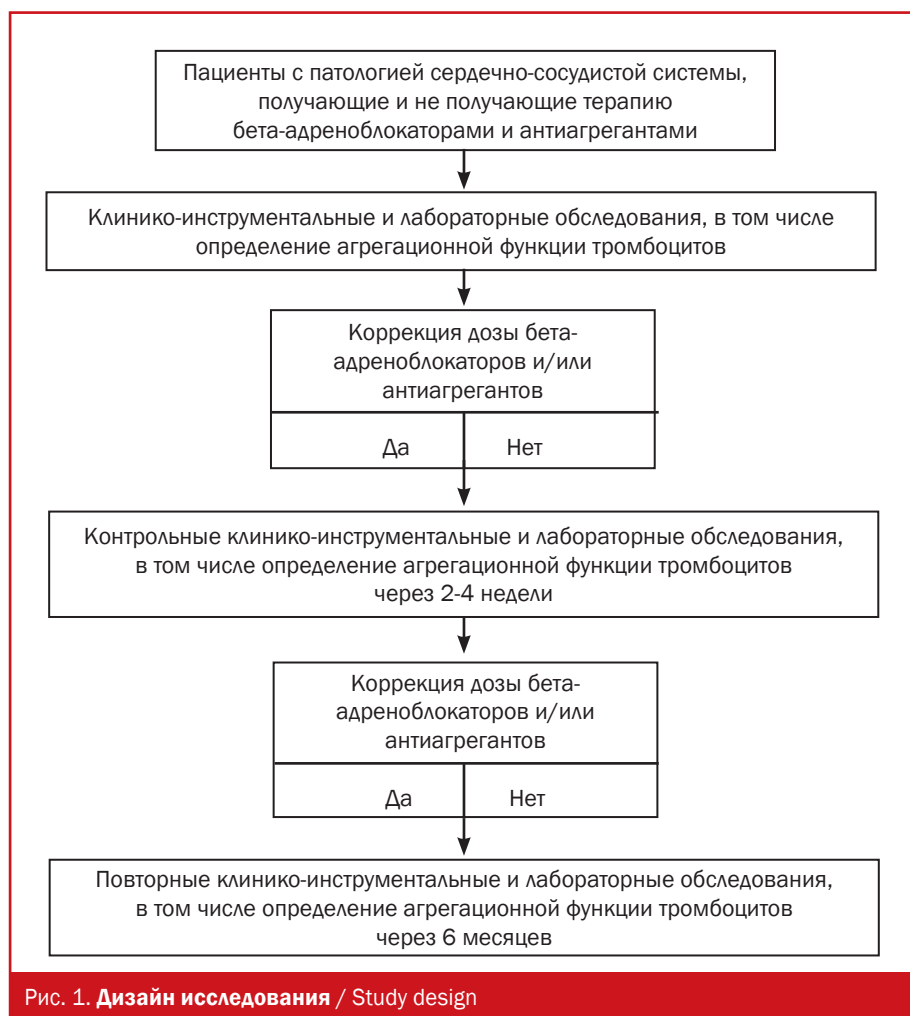 Пациенты с патологией сердечно-сосудистой системы,
получающие и не получающие терапию
бета-адреноблокаторами и антиагрегантами
Клинико-инструментальные и лабораторные обследования, в том числе
определение агрегационной функции тромбоцитов
Коррекция дозы бета-
адреноблокаторов и/или
антиагрегантов
Да Нет
Контрольные клинико-инструментальные и лабораторные обследования,
в том числе определение агрегационной функции тромбоцитов
через 2-4 недели
Коррекция дозы бета-
адреноблокаторов и/или
антиагрегантов
Да Нет
Повторные клинико-инструментальные и лабораторные обследования,
в том числе определение агрегационной функции тромбоцитов
через 6 месяцев
Рис. 1. Дизайн исследования / Study design